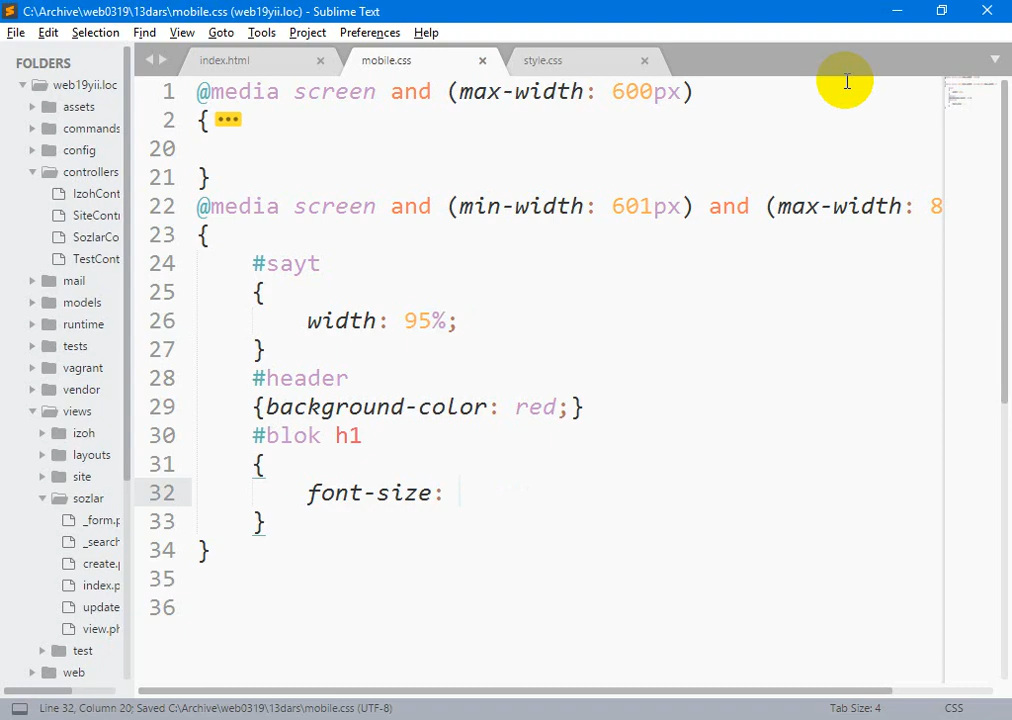 C:\Archive\web0319\13dars\mobile.css (web19yii.loc) - Sublime Text
File Edit Selection Find View Goto Tools Project Preferences Help
FOLDERS
web19yii.loc
assets
commands
config
controllers
IzohCont
SiteContr
SozlarCo
TestCont
mail
models
runtime
tests
vagrant
vendor
views
izoh
layouts
site
sozlar
_form.p
_search
create.p
index.p
update
view.ph
test
web
index.html mobile.css style.css
1 @media screen and (max-width: 600px)
2 {
20
21 }
22 @media screen and (min-width: 601px) and (max-width: 8
23 {
24 #sayt
25 {
26 width: 95%;
27 }
28 #header
29 {background-color: red;}
30 #blok h1
31 {
32 font-size:
33 }
34 }
35
36
Line 32, Column 20; Saved C:\Archive\web0319\13dars\mobile.css (UTF-8) Tab Size: 4 CSS